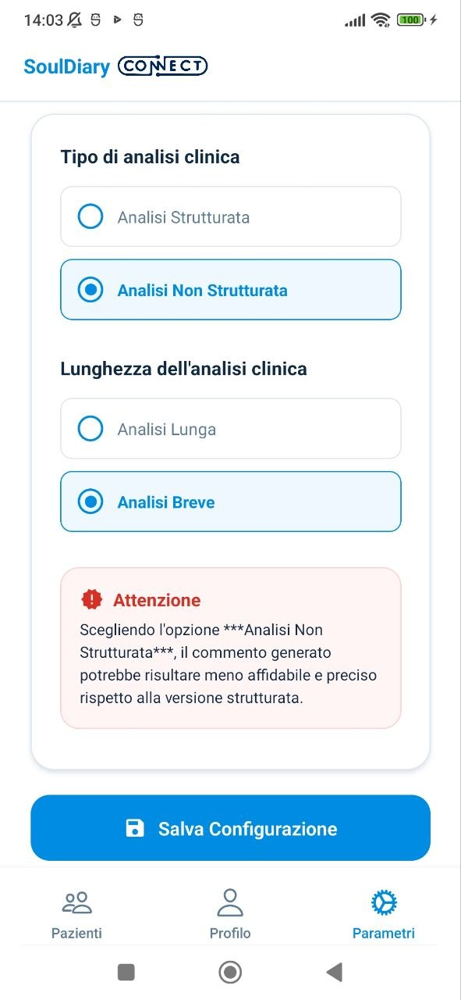 14:03
100
SoulDiary CONNECT
Tipo di analisi clinica
Analisi Strutturata
Analisi Non Strutturata
Lunghezza dell'analisi clinica
Analisi Lunga
Analisi Breve
Attenzione
Scegliendo l'opzione ***Analisi Non
Strutturata***, il commento generato
potrebbe risultare meno affidabile e preciso
rispetto alla versione strutturata.
Salva Configurazione
Pazienti
Profilo
Parametri